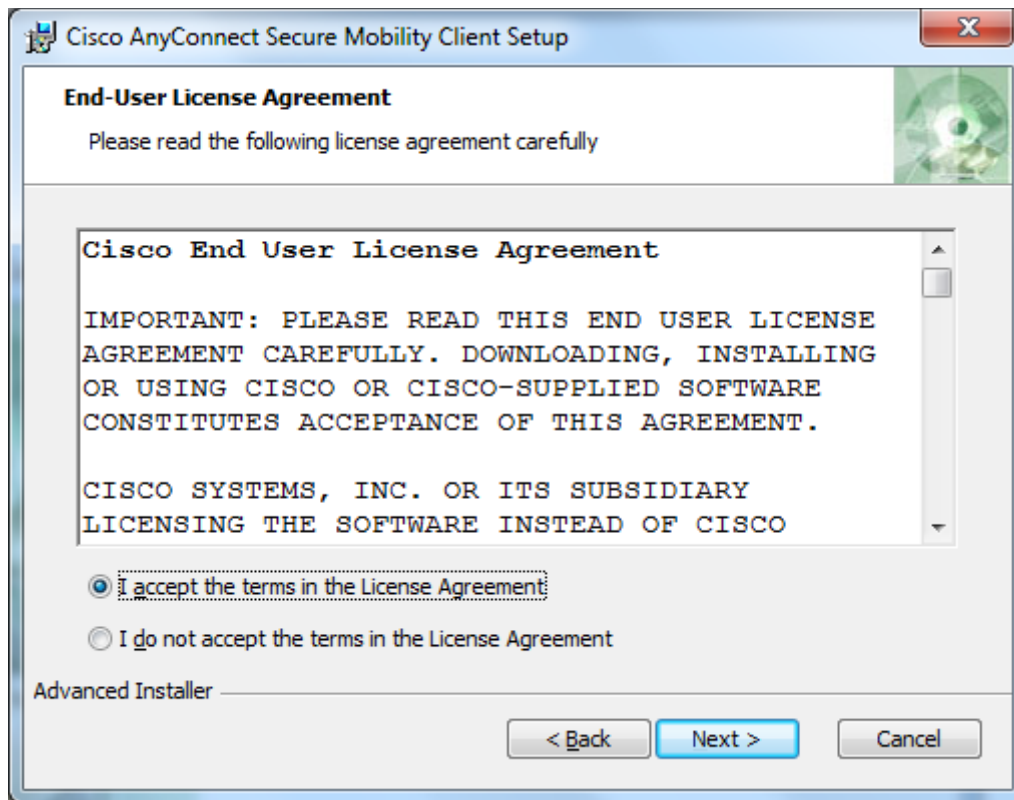 Cisco AnyConnect Secure Mobility Client Setup
End-User License Agreement
Please read the following license agreement carefully
Cisco End User License Agreement
IMPORTANT: PLEASE READ THIS END USER LICENSE
AGREEMENT CAREFULLY. DOWNLOADING, INSTALLING
OR USING CISCO OR CISCO-SUPPLIED SOFTWARE
CONSTITUTES ACCEPTANCE OF THIS AGREEMENT.
CISCO SYSTEMS, INC. OR ITS SUBSIDIARY
LICENSING THE SOFTWARE INSTEAD OF CISCO
I accept the terms in the License Agreement
I do not accept the terms in the License Agreement
Advanced Installer
< Back Next > Cancel